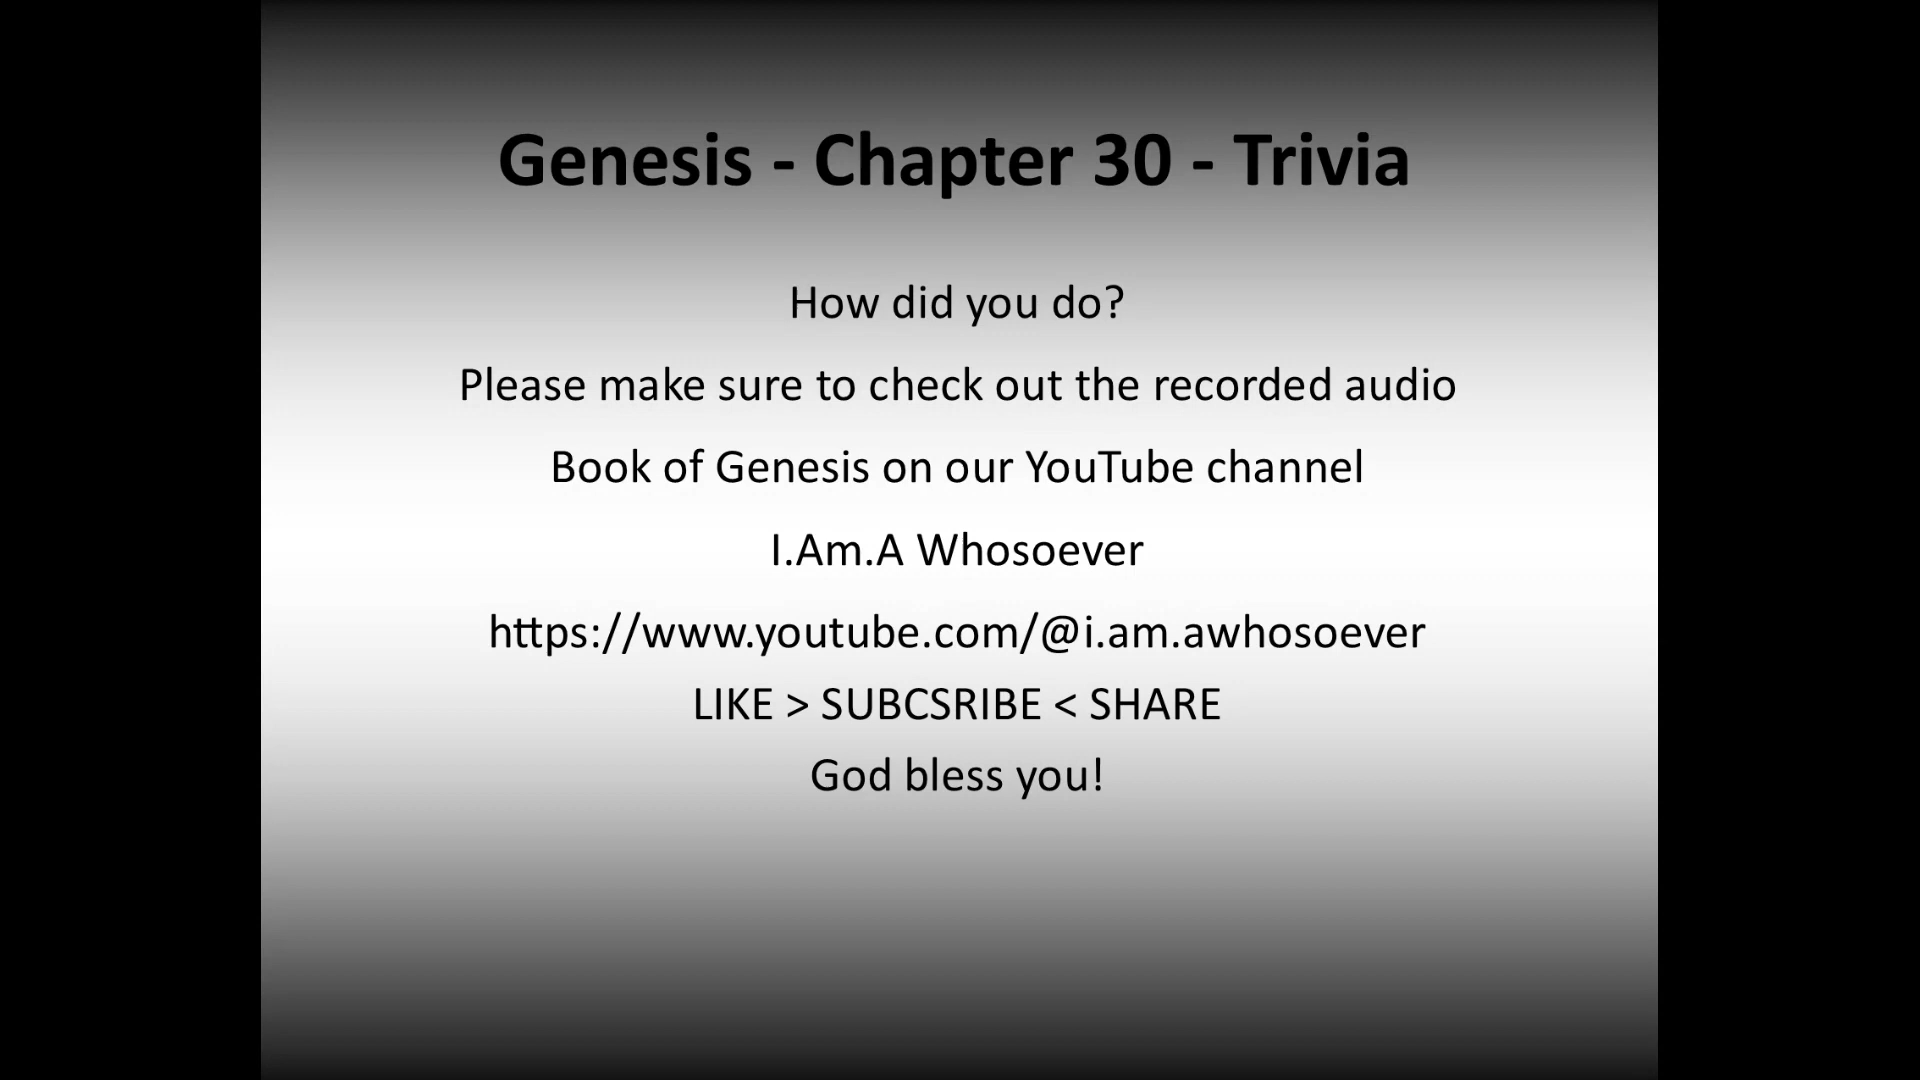 Genesis - Chapter 30 - Trivia
How did you do?
Please make sure to check out the recorded audio
Book of Genesis on our YouTube channel
I.Am.A Whosoever
https://www.youtube.com/@i.am.awhosoever
LIKE > SUBCSRIBE < SHARE
God bless you!